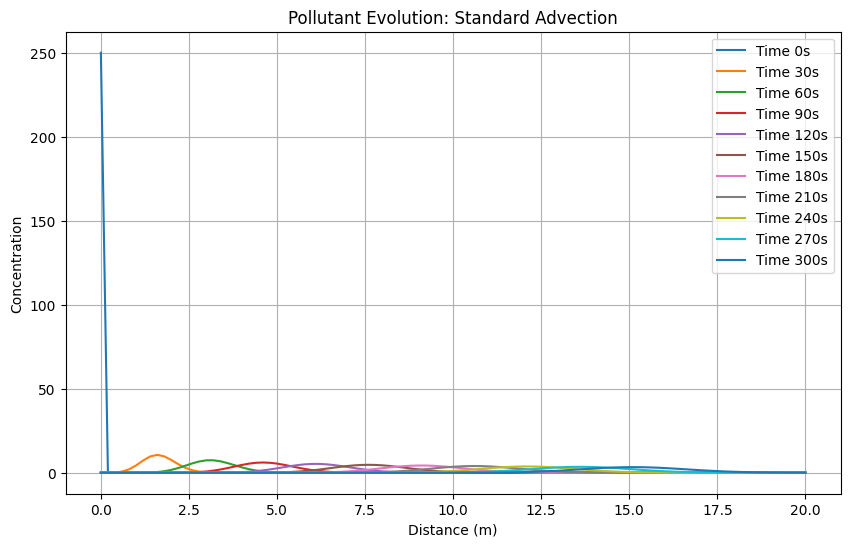 Pollutant Evolution: Standard Advection
Time 0s
Time 30s
Time 60s
Time 90s
Time 120s
Time 150s
Time 180s
Time 210s
Time 240s
Time 270s
Time 300s
250
200
150
100
50
0
Concentration
0.0 2.5 5.0 7.5 10.0 12.5 15.0 17.5 20.0
Distance (m)